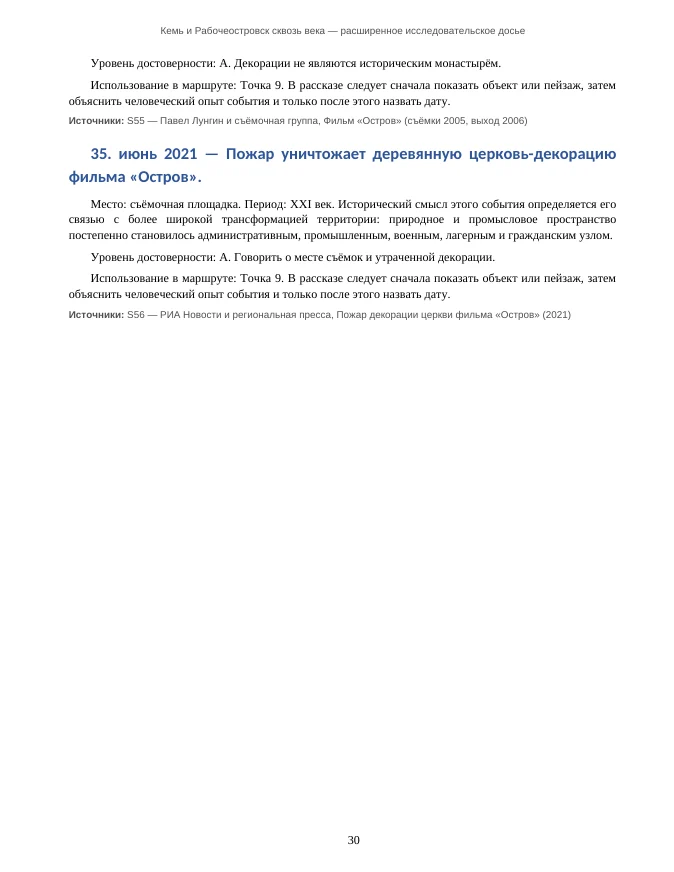 Кемь и Рабочеостровск сквозь века — расширенное исследовательское досье
Уровень достоверности: A. Декорации не являются историческим монастырём.
Использование в маршруте: Точка 9. В рассказе следует сначала показать объект или пейзаж, затем
объяснить человеческий опыт события и только после этого назвать дату.
Источники: S55 — Павел Лунгин и съёмочная группа, Фильм «Остров» (съёмки 2005, выход 2006)
35. июнь 2021 — Пожар уничтожает деревянную церковь-декорацию
фильма «Остров».
Место: съёмочная площадка. Период: XXI век. Исторический смысл этого события определяется его
связью с более широкой трансформацией территории: природное и промысловое пространство
постепенно становилось административным, промышленным, военным, лагерным и гражданским узлом.
Уровень достоверности: A. Говорить о месте съёмок и утраченной декорации.
Использование в маршруте: Точка 9. В рассказе следует сначала показать объект или пейзаж, затем
объяснить человеческий опыт события и только после этого назвать дату.
Источники: S56 — РИА Новости и региональная пресса, Пожар декорации церкви фильма «Остров» (2021)
30